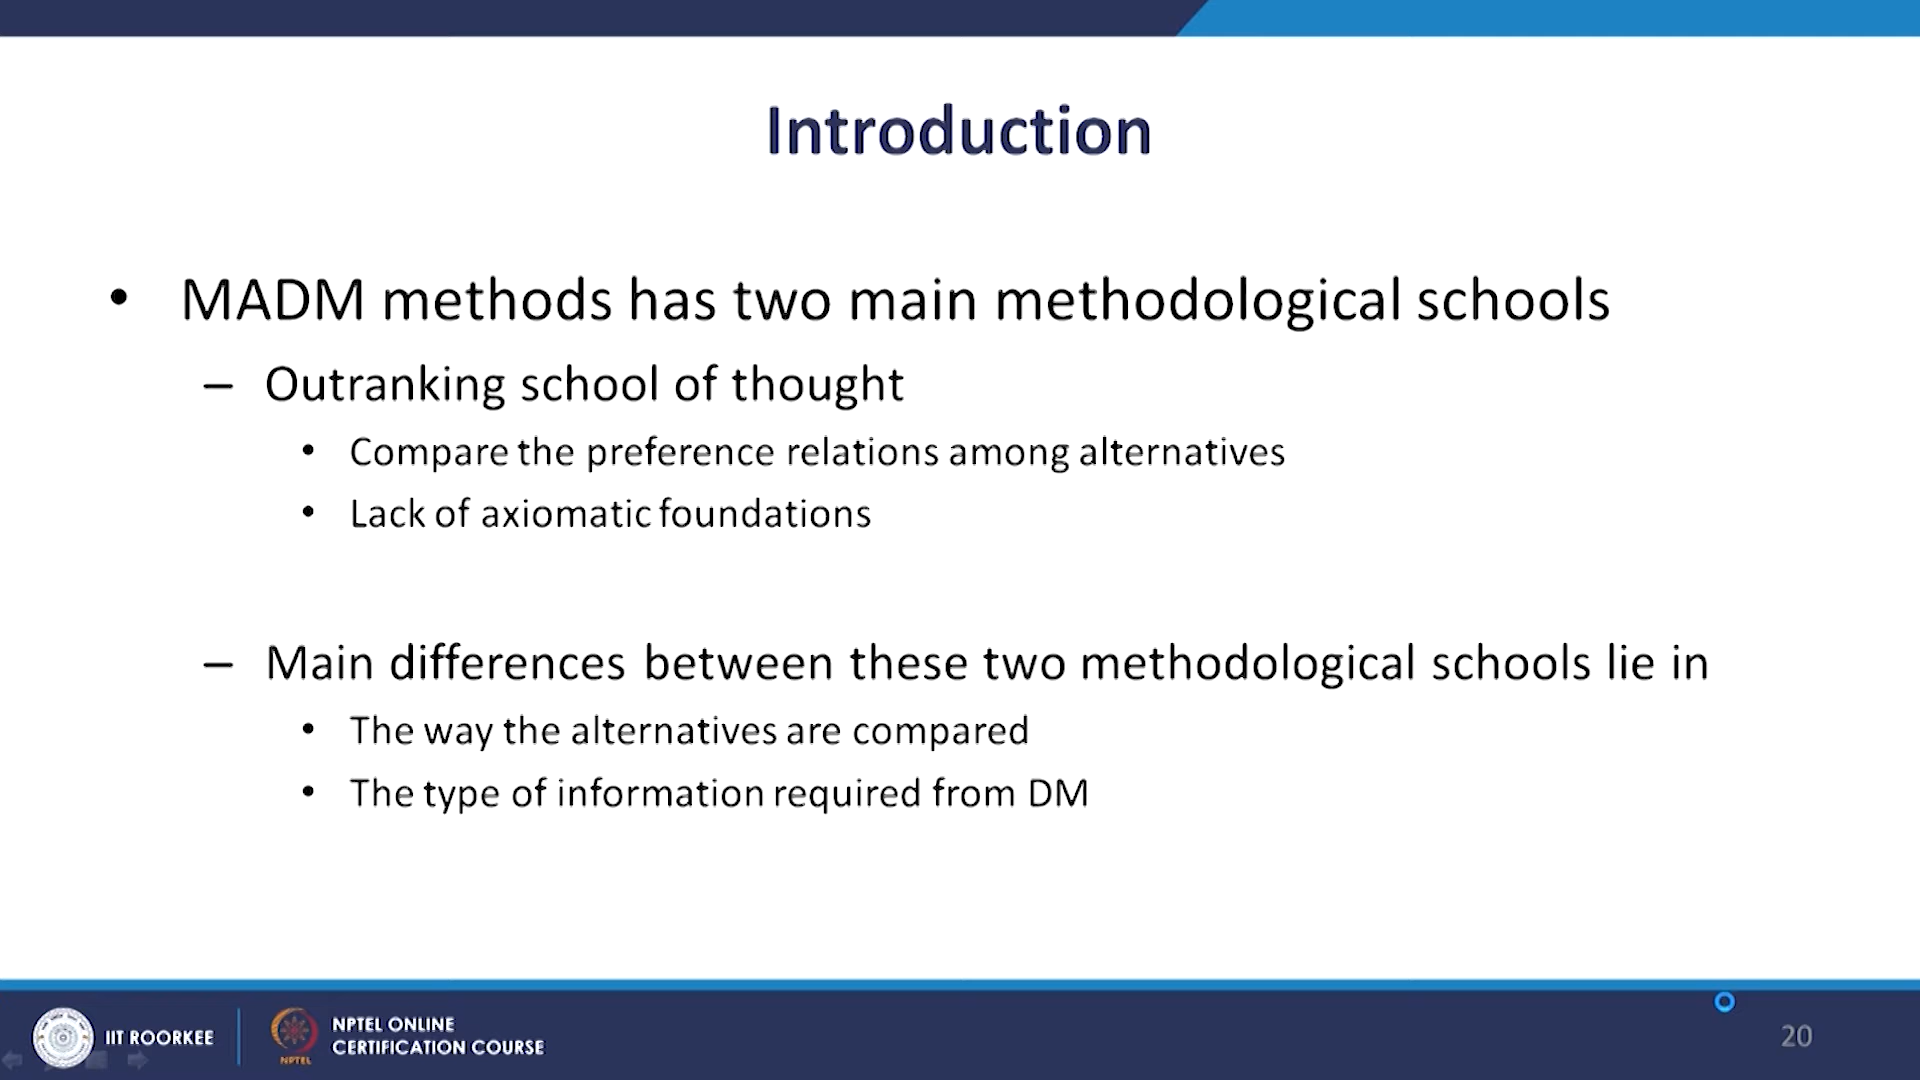 Introduction
• MADM methods has two main methodological schools
– Outranking school of thought
• Compare the preference relations among alternatives
• Lack of axiomatic foundations
– Main differences between these two methodological schools lie in
• The way the alternatives are compared
• The type of information required from DM
IIT ROORKEE
NPTEL
NPTEL ONLINE
CERTIFICATION COURSE
20